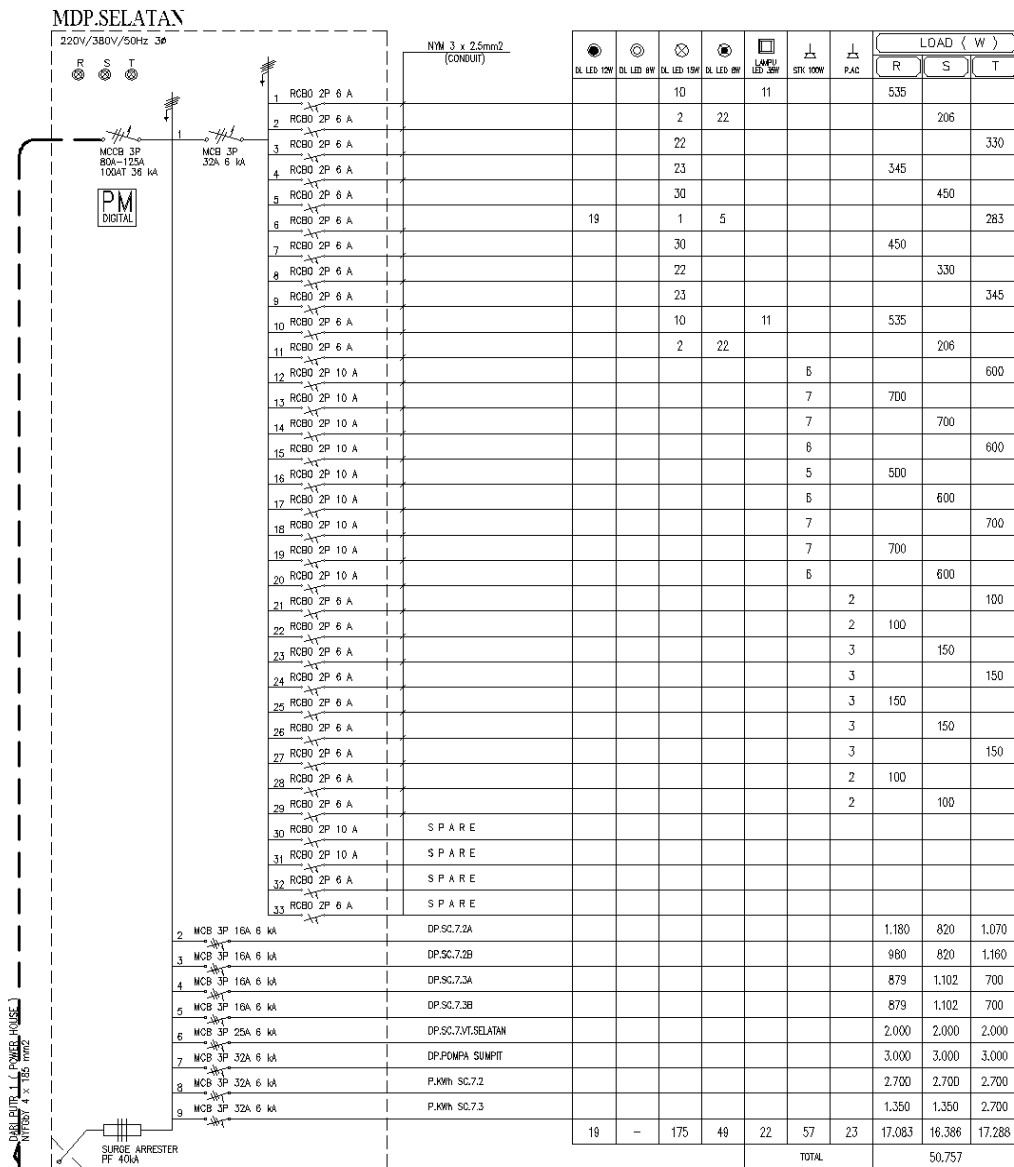 MDP.SELATAN
220V/380V/50Hz 3ø
R S T
NYM 3 x 2.5mm2
(CONDUIT)
DL LED 12W DL LED 8W DL LED 15W DL LED 8W LAMPU LED 35W STK 100W P.AC
LOAD ( W )
R S T
1 RCBO 2P 6 A 10 11 535
2 RCBO 2P 6 A 2 22 206
3 RCBO 2P 6 A 22 330
4 RCBO 2P 6 A 23 345
5 RCBO 2P 6 A 30 450
6 RCBO 2P 6 A 19 1 5 283
7 RCBO 2P 6 A 30 450
8 RCBO 2P 6 A 22 330
9 RCBO 2P 6 A 23 345
10 RCBO 2P 6 A 10 11 535
11 RCBO 2P 6 A 2 22 206
12 RCBO 2P 10 A 6 600
13 RCBO 2P 10 A 7 700
14 RCBO 2P 10 A 7 700
15 RCBO 2P 10 A 6 600
16 RCBO 2P 10 A 5 500
17 RCBO 2P 10 A 6 600
18 RCBO 2P 10 A 7 700
19 RCBO 2P 10 A 7 700
20 RCBO 2P 10 A 6 600
21 RCBO 2P 6 A 2 100
22 RCBO 2P 6 A 2 100
23 RCBO 2P 6 A 3 150
24 RCBO 2P 6 A 3 150
25 RCBO 2P 6 A 3 150
26 RCBO 2P 6 A 3 150
27 RCBO 2P 6 A 3 150
28 RCBO 2P 6 A 2 100
29 RCBO 2P 6 A 2 100
30 RCBO 2P 10 A SPARE
31 RCBO 2P 10 A SPARE
32 RCBO 2P 6 A SPARE
33 RCBO 2P 6 A SPARE
1
MCCB 3P
80A-125A
100AT 36 kA
MCB 3P
32A 6 kA
PM
DIGITAL
2 MCB 3P 16A 6 kA DP.SC.7.2A 1.180 820 1.070
3 MCB 3P 16A 6 kA DP.SC.7.2B 980 820 1.160
4 MCB 3P 16A 6 kA DP.SC.7.3A 879 1.102 700
5 MCB 3P 16A 6 kA DP.SC.7.3B 879 1.102 700
6 MCB 3P 25A 6 kA DP.SC.7.VT.SELATAN 2.000 2.000 2.000
7 MCB 3P 32A 6 kA DP.POMPA SUMPIT 3.000 3.000 3.000
8 MCB 3P 32A 6 kA P.KWh SC.7.2 2.700 2.700 2.700
9 MCB 3P 32A 6 kA P.KWh SC.7.3 1.350 1.350 2.700
19 - 175 49 22 57 23 17.083 16.386 17.288
TOTAL 50.757
SURGE ARRESTER
PF 40kA
DARI PUTR 1 ( POWER HOUSE )
NYFGbY 4 x 185 mm2